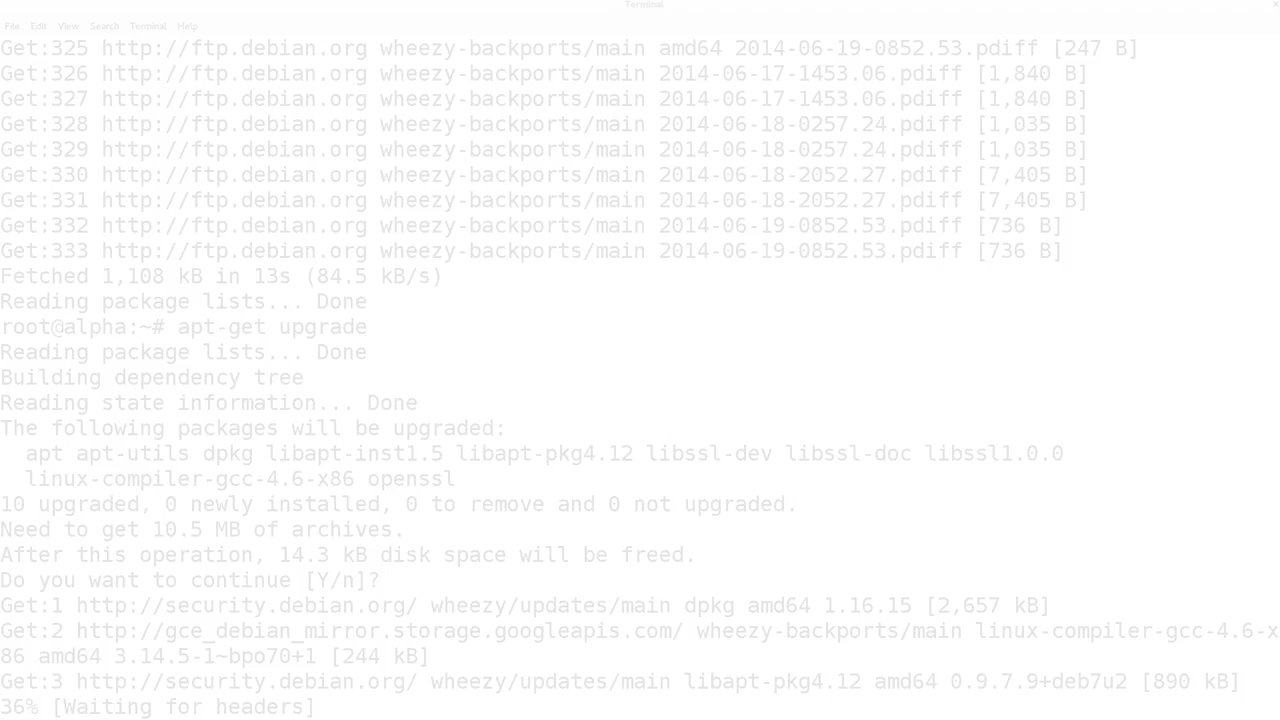 Terminal
File Edit View Search Terminal Help
Get:325 http://ftp.debian.org wheezy-backports/main amd64 2014-06-19-0852.53.pdiff [247 B]
Get:326 http://ftp.debian.org wheezy-backports/main 2014-06-17-1453.06.pdiff [1,840 B]
Get:327 http://ftp.debian.org wheezy-backports/main 2014-06-17-1453.06.pdiff [1,840 B]
Get:328 http://ftp.debian.org wheezy-backports/main 2014-06-18-0257.24.pdiff [1,035 B]
Get:329 http://ftp.debian.org wheezy-backports/main 2014-06-18-0257.24.pdiff [1,035 B]
Get:330 http://ftp.debian.org wheezy-backports/main 2014-06-18-2052.27.pdiff [7,405 B]
Get:331 http://ftp.debian.org wheezy-backports/main 2014-06-18-2052.27.pdiff [7,405 B]
Get:332 http://ftp.debian.org wheezy-backports/main 2014-06-19-0852.53.pdiff [736 B]
Get:333 http://ftp.debian.org wheezy-backports/main 2014-06-19-0852.53.pdiff [736 B]
Fetched 1,108 kB in 13s (84.5 kB/s)
Reading package lists... Done
root@alpha:~# apt-get upgrade
Reading package lists... Done
Building dependency tree
Reading state information... Done
The following packages will be upgraded:
  apt apt-utils dpkg libapt-inst1.5 libapt-pkg4.12 libssl-dev libssl-doc libssl1.0.0
  linux-compiler-gcc-4.6-x86 openssl
10 upgraded, 0 newly installed, 0 to remove and 0 not upgraded.
Need to get 10.5 MB of archives.
After this operation, 14.3 kB disk space will be freed.
Do you want to continue [Y/n]?
Get:1 http://security.debian.org/ wheezy/updates/main dpkg amd64 1.16.15 [2,657 kB]
Get:2 http://gce_debian_mirror.storage.googleapis.com/ wheezy-backports/main linux-compiler-gcc-4.6-x
86 amd64 3.14.5-1~bpo70+1 [244 kB]
Get:3 http://security.debian.org/ wheezy/updates/main libapt-pkg4.12 amd64 0.9.7.9+deb7u2 [890 kB]
36% [Waiting for headers]